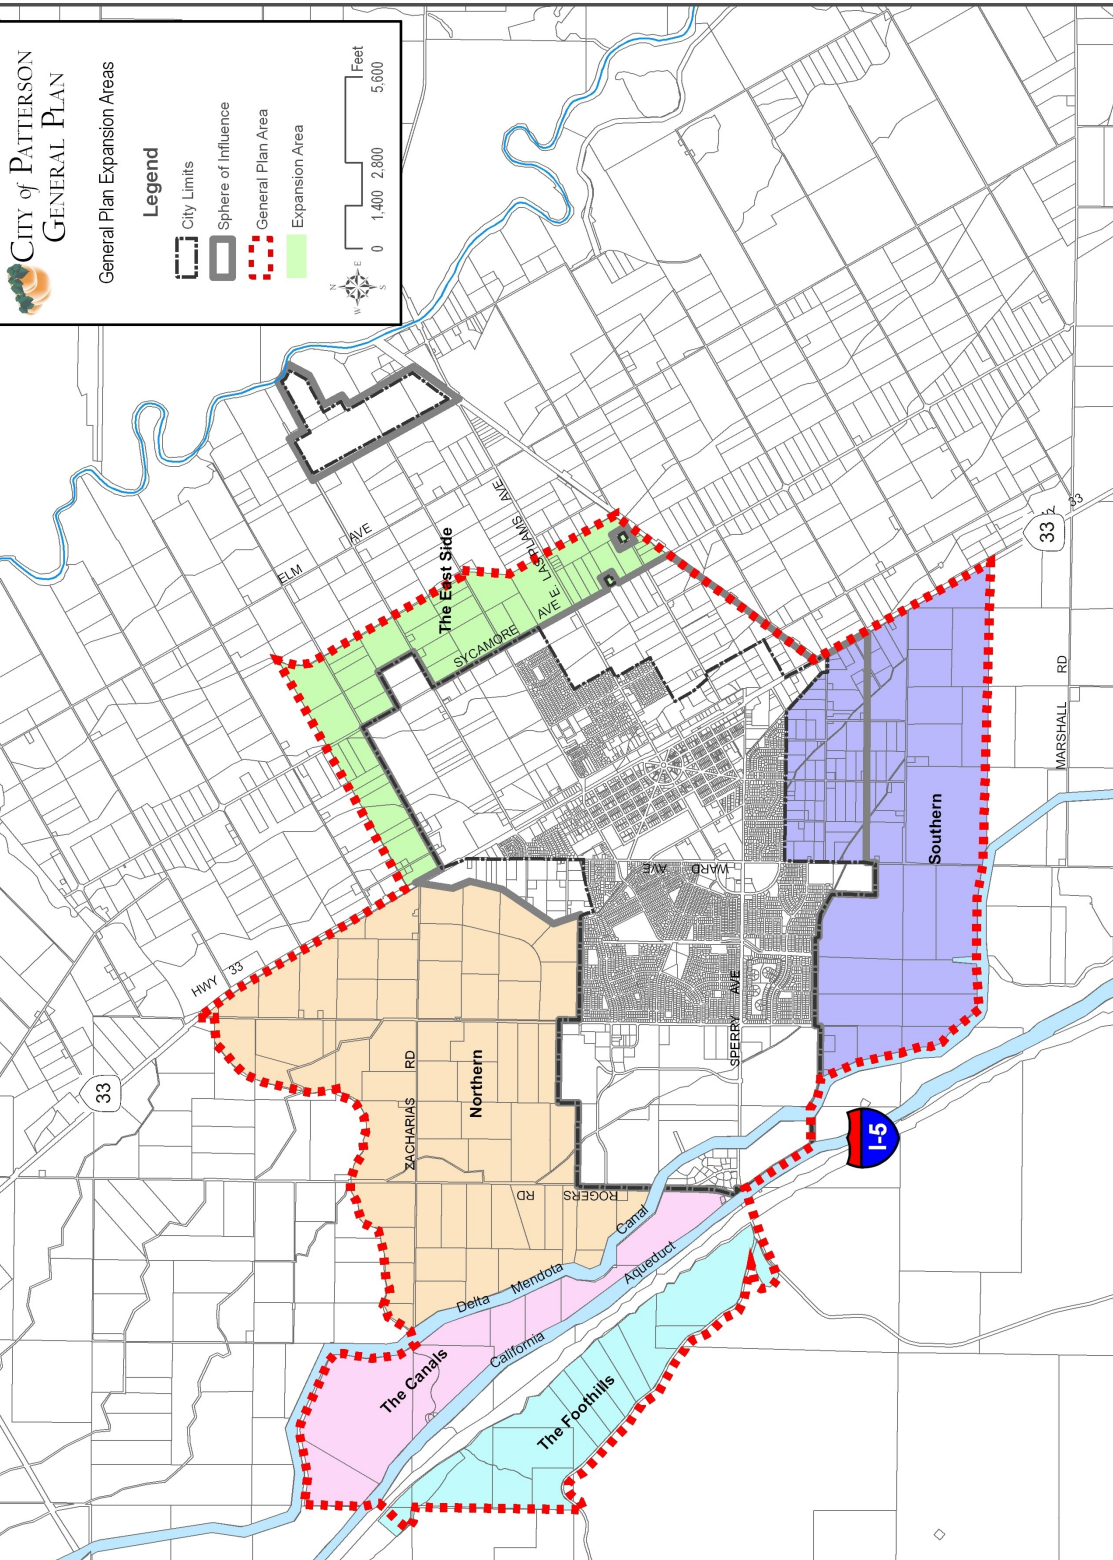 CITY of PATTERSON
GENERAL PLAN
General Plan Expansion Areas
Legend
City Limits
Sphere of Influence
General Plan Area
Expansion Area
N
W E
S
0 1,400 2,800 5,600
Feet
ELM AVE
The East Side
E. LAS PLAMS AVE
SYCAMORE AVE
HWY 33
33
33
33
ZACHARIAS RD
Northern
ROGERS RD
WARD AVE
SPERRY AVE
Southern
MARSHALL RD
I-5
Delta Mendota Canal
California Aqueduct
The Canals
The Foothills